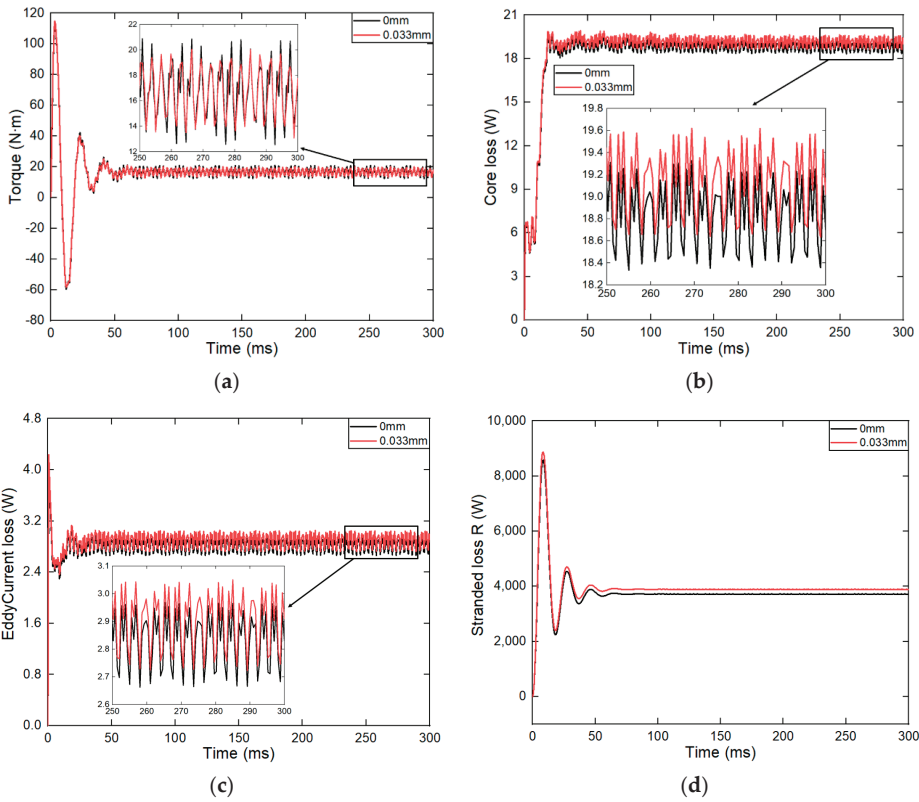 (a)
Torque (N·m)
120
100
80
60
40
20
0
-20
-40
-60
-80
0mm
0.033mm
22
20
18
16
14
12
250 260 270 280 290 300
0 50 100 150 200 250 300
Time (ms)
(b)
Core loss (W)
21
18
15
12
9
6
3
0
0mm
0.033mm
19.8
19.6
19.4
19.2
19.0
18.8
18.6
18.4
18.2
250 260 270 280 290 300
0 50 100 150 200 250 300
Time (ms)
(c)
EddyCurrent loss (W)
4.8
4.0
3.2
2.4
1.6
0.8
0.0
0mm
0.033mm
3.1
3.0
2.9
2.8
2.7
2.6
250 260 270 280 290 300
0 50 100 150 200 250 300
Time (ms)
(d)
Stranded loss R (W)
10,000
8,000
6,000
4,000
2,000
0
0mm
0.033mm
0 50 100 150 200 250 300
Time (ms)